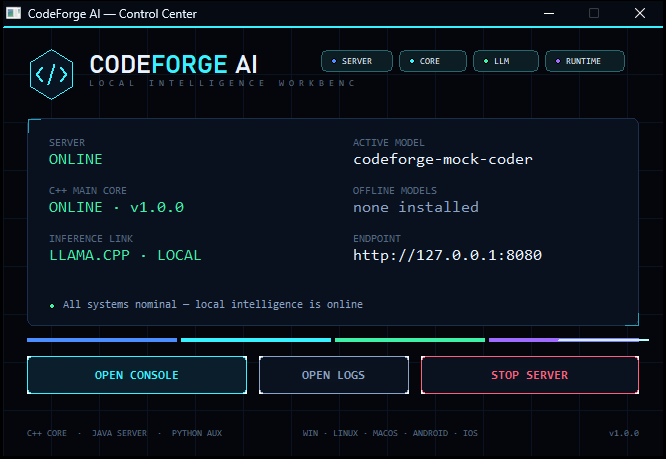 CodeForge AI — Control Center
CODEFORGE AI
LOCAL INTELLIGENCE WORKBENC
SERVER
CORE
LLM
RUNTIME
SERVER
ONLINE
ACTIVE MODEL
codeforge-mock-coder
C++ MAIN CORE
ONLINE · v1.0.0
OFFLINE MODELS
none installed
INFERENCE LINK
LLAMA.CPP · LOCAL
ENDPOINT
http://127.0.0.1:8080
All systems nominal — local intelligence is online
OPEN CONSOLE
OPEN LOGS
STOP SERVER
C++ CORE · JAVA SERVER · PYTHON AUX
WIN · LINUX · MACOS · ANDROID · IOS
v1.0.0